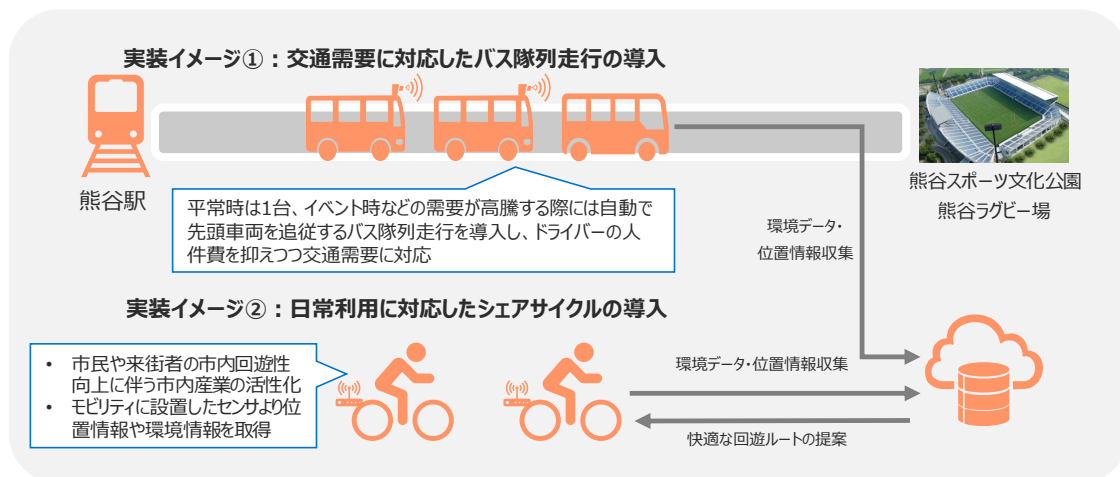 実装イメージ①：交通需要に対応したバス隊列走行の導入
熊谷駅
平常時は1台、イベント時などの需要が高騰する際には自動で
先頭車両を追従するバス隊列走行を導入し、ドライバーの人
件費を抑えつつ交通需要に対応
熊谷スポーツ文化公園
熊谷ラグビー場
環境データ・
位置情報収集
実装イメージ②：日常利用に対応したシェアサイクルの導入
• 市民や来街者の市内回遊性
向上に伴う市内産業の活性化
• モビリティに設置したセンサより位
置情報や環境情報を取得
環境データ・位置情報収集
快適な回遊ルートの提案